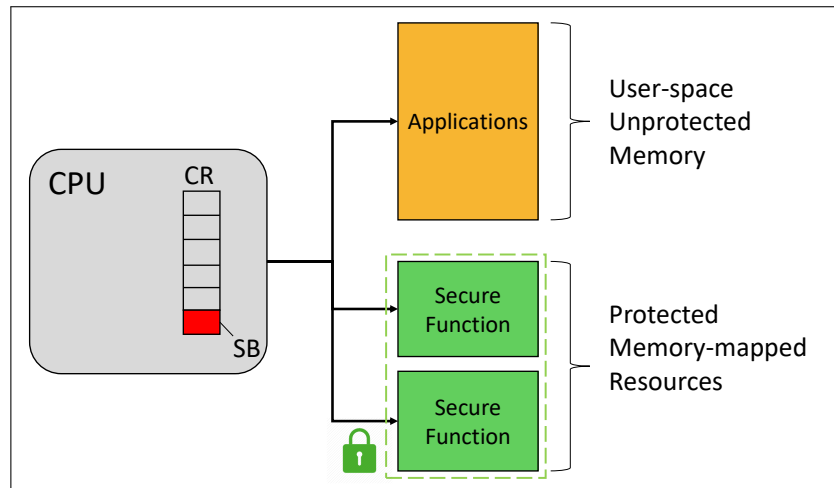 CPU
CR
SB
Applications
User-space
Unprotected
Memory
Secure
Function
Secure
Function
Protected
Memory-mapped
Resources